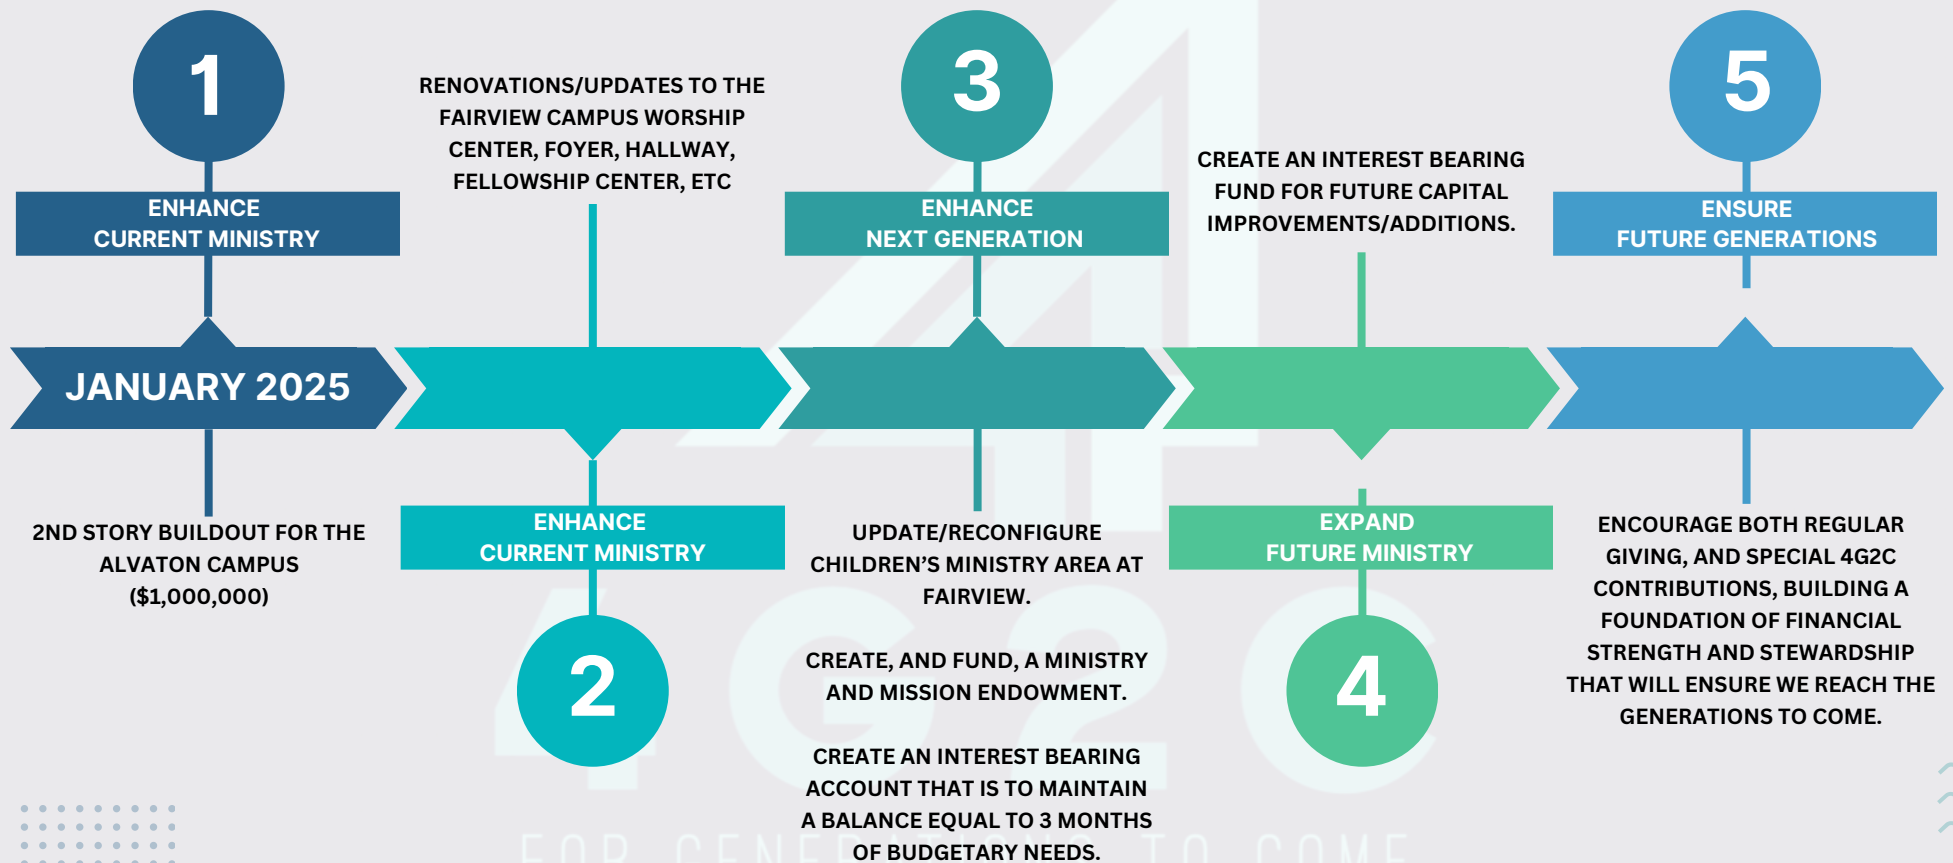 1
ENHANCE
CURRENT MINISTRY
JANUARY 2025
2ND STORY BUILDOUT FOR THE
ALVATON CAMPUS
($1,000,000)
RENOVATIONS/UPDATES TO THE
FAIRVIEW CAMPUS WORSHIP
CENTER, FOYER, HALLWAY,
FELLOWSHIP CENTER, ETC
ENHANCE
CURRENT MINISTRY
2
3
ENHANCE
NEXT GENERATION
UPDATE/RECONFIGURE
CHILDREN'S MINISTRY AREA AT
FAIRVIEW.
CREATE, AND FUND, A MINISTRY
AND MISSION ENDOWMENT.
CREATE AN INTEREST BEARING
ACCOUNT THAT IS TO MAINTAIN
A BALANCE EQUAL TO 3 MONTHS
OF BUDGETARY NEEDS.
CREATE AN INTEREST BEARING
FUND FOR FUTURE CAPITAL
IMPROVEMENTS/ADDITIONS.
EXPAND
FUTURE MINISTRY
4
5
ENSURE
FUTURE GENERATIONS
ENCOURAGE BOTH REGULAR
GIVING, AND SPECIAL 4G2C
CONTRIBUTIONS, BUILDING A
FOUNDATION OF FINANCIAL
STRENGTH AND STEWARDSHIP
THAT WILL ENSURE WE REACH THE
GENERATIONS TO COME.
4G2C
FOR GENERATIONS TO COME